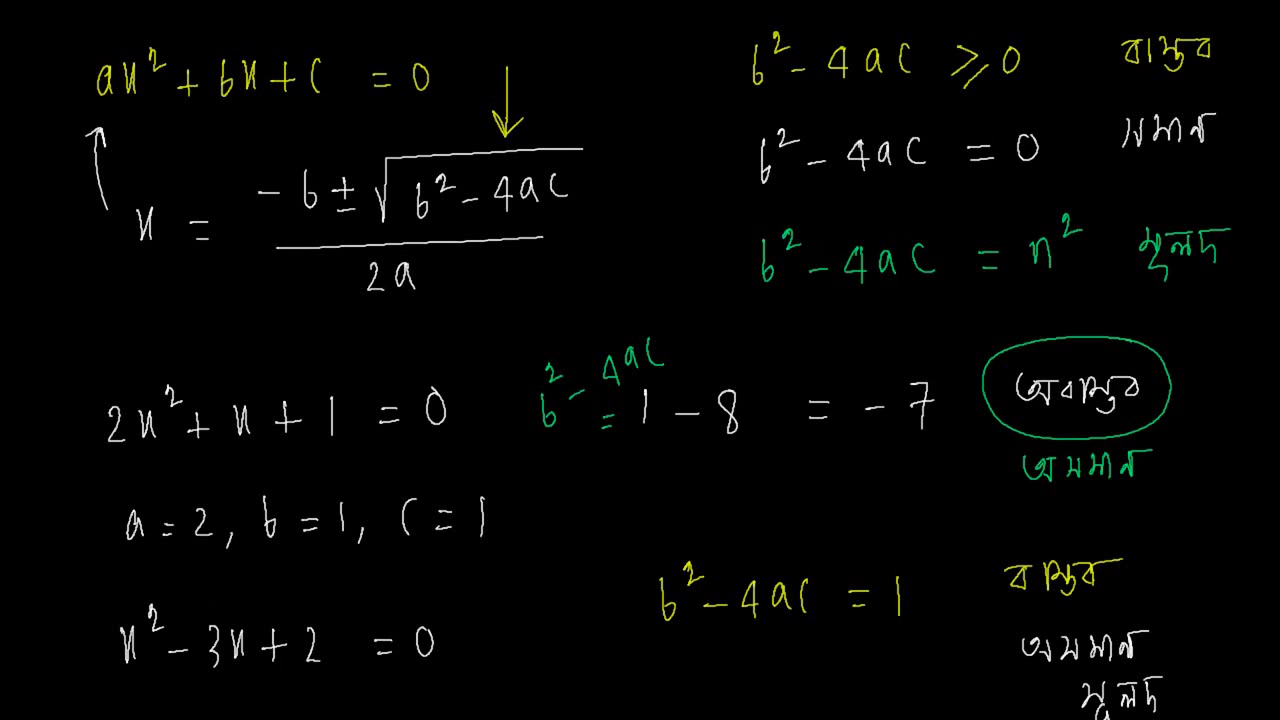 ax² + bx + c = 0
x = (-b ± √(b² - 4ac)) / 2a
b² - 4ac ≥ 0 বাস্তব
b² - 4ac = 0 সমান
b² - 4ac = n² মূলদ
2x² + x + 1 = 0 b² - 4ac = 1 - 8 = - 7 অবাস্তব
অসমান
a = 2, b = 1, c = 1
b² - 4ac = 1 বাস্তব
x² - 3x + 2 = 0 অসমান
মূলদ